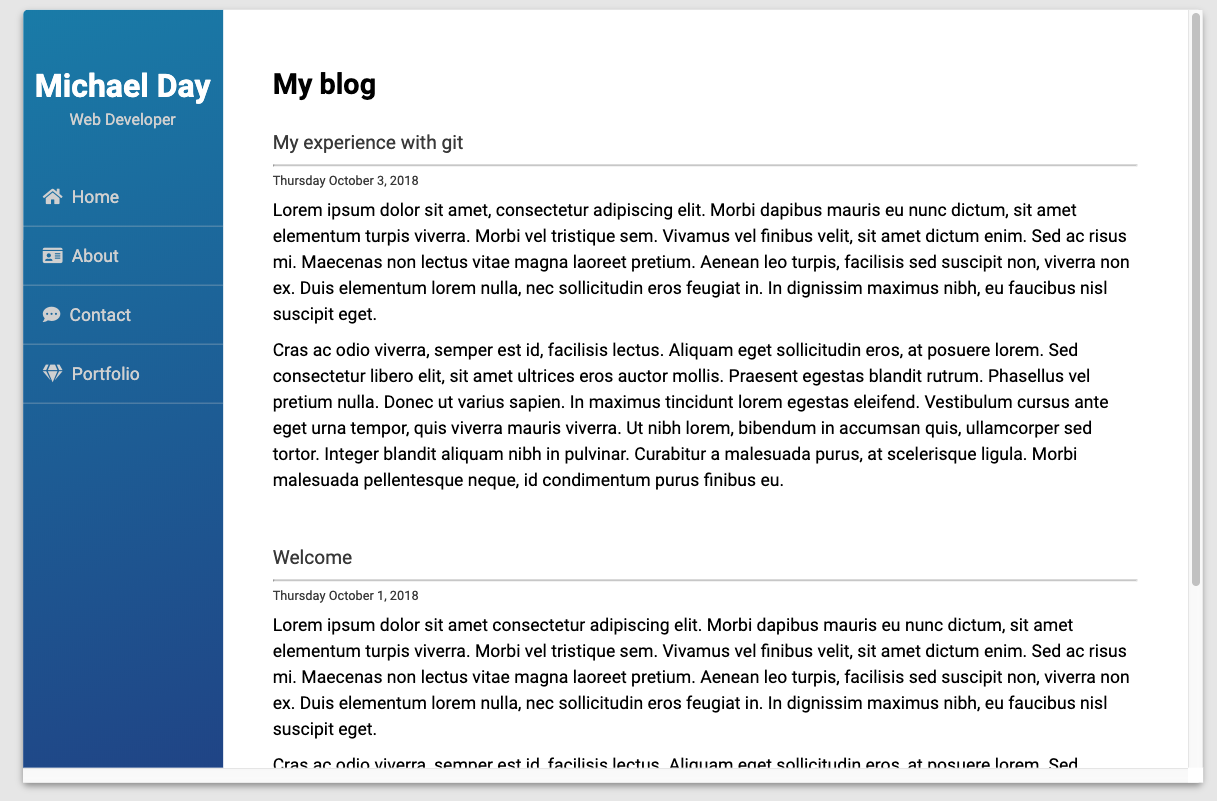 Michael Day
Web Developer
Home
About
Contact
Portfolio
My blog
My experience with git
Thursday October 3, 2018
Lorem ipsum dolor sit amet, consectetur adipiscing elit. Morbi dapibus mauris eu nunc dictum, sit amet
elementum turpis viverra. Morbi vel tristique sem. Vivamus vel finibus velit, sit amet dictum enim. Sed ac risus
mi. Maecenas non lectus vitae magna laoreet pretium. Aenean leo turpis, facilisis sed suscipit non, viverra non
ex. Duis elementum lorem nulla, nec sollicitudin eros feugiat in. In dignissim maximus nibh, eu faucibus nisl
suscipit eget.
Cras ac odio viverra, semper est id, facilisis lectus. Aliquam eget sollicitudin eros, at posuere lorem. Sed
consectetur libero elit, sit amet ultrices eros auctor mollis. Praesent egestas blandit rutrum. Phasellus vel
pretium nulla. Donec ut varius sapien. In maximus tincidunt lorem egestas eleifend. Vestibulum cursus ante
eget urna tempor, quis viverra mauris viverra. Ut nibh lorem, bibendum in accumsan quis, ullamcorper sed
tortor. Integer blandit aliquam nibh in pulvinar. Curabitur a malesuada purus, at scelerisque ligula. Morbi
malesuada pellentesque neque, id condimentum purus finibus eu.
Welcome
Thursday October 1, 2018
Lorem ipsum dolor sit amet consectetur adipiscing elit. Morbi dapibus mauris eu nunc dictum, sit amet
elementum turpis viverra. Morbi vel tristique sem. Vivamus vel finibus velit, sit amet dictum enim. Sed ac risus
mi. Maecenas non lectus vitae magna laoreet pretium. Aenean leo turpis, facilisis sed suscipit non, viverra non
ex. Duis elementum lorem nulla, nec sollicitudin eros feugiat in. In dignissim maximus nibh, eu faucibus nisl
suscipit eget.
Cras ac odio viverra, semper est id, facilisis lectus. Aliquam eget sollicitudin eros, at posuere lorem. Sed